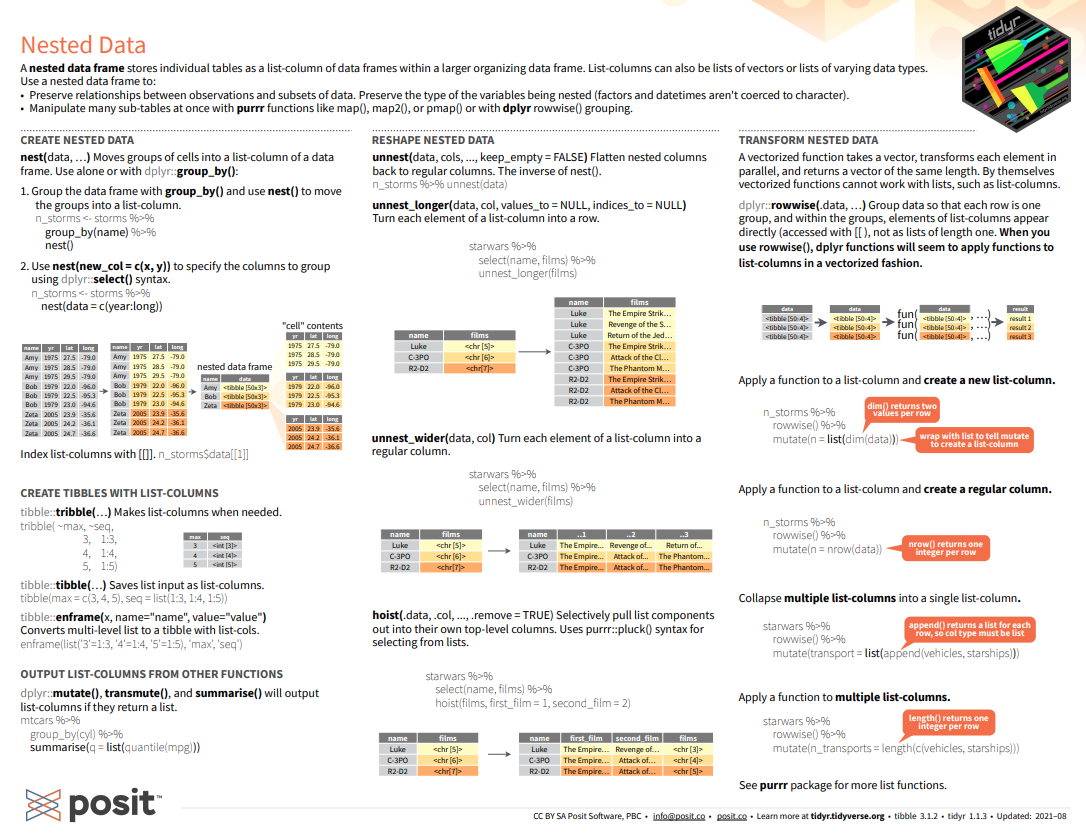 tidyr
Nested Data
A nested data frame stores individual tables as a list-column of data frames within a larger organizing data frame. List-columns can also be lists of vectors or lists of varying data types.
Use a nested data frame to:
• Preserve relationships between observations and subsets of data. Preserve the type of the variables being nested (factors and datetimes aren't coerced to character).
• Manipulate many sub-tables at once with purrr functions like map(), map2(), or pmap() or with dplyr rowwise() grouping.
CREATE NESTED DATA
nest(data, …) Moves groups of cells into a list-column of a data
frame. Use alone or with dplyr::group_by():
1. Group the data frame with group_by() and use nest() to move
the groups into a list-column.
n_storms <- storms %>%
group_by(name) %>%
nest()
2. Use nest(new_col = c(x, y)) to specify the columns to group
using dplyr::select() syntax.
n_storms <- storms %>%
nest(data = c(year:long))
name yr lat long
Amy 1975 27.5 -79.0
Amy 1975 28.5 -79.0
Amy 1975 29.5 -79.0
Bob 1979 22.0 -96.0
Bob 1979 22.5 -95.3
Bob 1979 23.0 -94.6
Zeta 2005 23.9 -35.6
Zeta 2005 24.2 -36.1
Zeta 2005 24.7 -36.6
name yr lat long
Amy 1975 27.5 -79.0
Amy 1975 28.5 -79.0
Amy 1975 29.5 -79.0
Bob 1979 22.0 -96.0
Bob 1979 22.5 -95.3
Bob 1979 23.0 -94.6
Zeta 2005 23.9 -35.6
Zeta 2005 24.2 -36.1
Zeta 2005 24.7 -36.6
nested data frame
name data
Amy <tibble [50x3]>
Bob <tibble [50x3]>
Zeta <tibble [50x3]>
"cell" contents
yr lat long
1975 27.5 -79.0
1975 28.5 -79.0
1975 29.5 -79.0
yr lat long
1979 22.0 -96.0
1979 22.5 -95.3
1979 23.0 -94.6
yr lat long
2005 23.9 -35.6
2005 24.2 -36.1
2005 24.7 -36.6
Index list-columns with [[]]. n_storms$data[[1]]
CREATE TIBBLES WITH LIST-COLUMNS
tibble::tribble(…) Makes list-columns when needed.
tribble( ~max, ~seq,
3, 1:3,
4, 1:4,
5, 1:5)
max seq
3 <int [3]>
4 <int [4]>
5 <int [5]>
tibble::tibble(…) Saves list input as list-columns.
tibble(max = c(3, 4, 5), seq = list(1:3, 1:4, 1:5))
tibble::enframe(x, name="name", value="value")
Converts multi-level list to a tibble with list-cols.
enframe(list('3'=1:3, '4'=1:4, '5'=1:5), 'max', 'seq')
OUTPUT LIST-COLUMNS FROM OTHER FUNCTIONS
dplyr::mutate(), transmute(), and summarise() will output
list-columns if they return a list.
mtcars %>%
group_by(cyl) %>%
summarise(q = list(quantile(mpg)))
RESHAPE NESTED DATA
unnest(data, cols, ..., keep_empty = FALSE) Flatten nested columns
back to regular columns. The inverse of nest().
n_storms %>% unnest(data)
unnest_longer(data, col, values_to = NULL, indices_to = NULL)
Turn each element of a list-column into a row.
starwars %>%
select(name, films) %>%
unnest_longer(films)
name films
Luke <chr [5]>
C-3PO <chr [6]>
R2-D2 <chr[7]>
name films
Luke The Empire Strik…
Luke Revenge of the S…
Luke Return of the Jed…
C-3PO The Empire Strik…
C-3PO Attack of the Cl…
C-3PO The Phantom M…
R2-D2 The Empire Strik…
R2-D2 Attack of the Cl…
R2-D2 The Phantom M…
unnest_wider(data, col) Turn each element of a list-column into a
regular column.
starwars %>%
select(name, films) %>%
unnest_wider(films)
name films
Luke <chr [5]>
C-3PO <chr [6]>
R2-D2 <chr[7]>
name ..1 ..2 ..3
Luke The Empire... Revenge of... Return of...
C-3PO The Empire... Attack of... The Phantom...
R2-D2 The Empire... Attack of... The Phantom...
hoist(.data, .col, ..., .remove = TRUE) Selectively pull list components
out into their own top-level columns. Uses purrr::pluck() syntax for
selecting from lists.
starwars %>%
select(name, films) %>%
hoist(films, first_film = 1, second_film = 2)
name films
Luke <chr [5]>
C-3PO <chr [6]>
R2-D2 <chr[7]>
name first_film second_film films
Luke The Empire… Revenge of… <chr [3]>
C-3PO The Empire… Attack of… <chr [4]>
R2-D2 The Empire… Attack of… <chr [5]>
TRANSFORM NESTED DATA
A vectorized function takes a vector, transforms each element in
parallel, and returns a vector of the same length. By themselves
vectorized functions cannot work with lists, such as list-columns.
dplyr::rowwise(.data, …) Group data so that each row is one
group, and within the groups, elements of list-columns appear
directly (accessed with [[ ), not as lists of length one. When you
use rowwise(), dplyr functions will seem to apply functions to
list-columns in a vectorized fashion.
data data data result
<tibble [50:4]> <tibble [50:4]> fun( <tibble [50:4]> , …) result 1
<tibble [50:4]> <tibble [50:4]> fun( <tibble [50:4]> , …) result 2
<tibble [50:4]> <tibble [50:4]> fun( <tibble [50:4]> , …) result 3
Apply a function to a list-column and create a new list-column.
n_storms %>%
rowwise() %>%
mutate(n = list(dim(data)))
dim() returns two
values per row
wrap with list to tell mutate
to create a list-column
Apply a function to a list-column and create a regular column.
n_storms %>%
rowwise() %>%
mutate(n = nrow(data))
nrow() returns one
integer per row
Collapse multiple list-columns into a single list-column.
starwars %>%
rowwise() %>%
mutate(transport = list(append(vehicles, starships)))
append() returns a list for each
row, so col type must be list
Apply a function to multiple list-columns.
starwars %>%
rowwise() %>%
mutate(n_transports = length(c(vehicles, starships)))
length() returns one
integer per row
See purrr package for more list functions.
posit™
CC BY SA Posit Software, PBC • info@posit.co • posit.co • Learn more at tidyr.tidyverse.org • tibble 3.1.2 • tidyr 1.1.3 • Updated: 2021–08